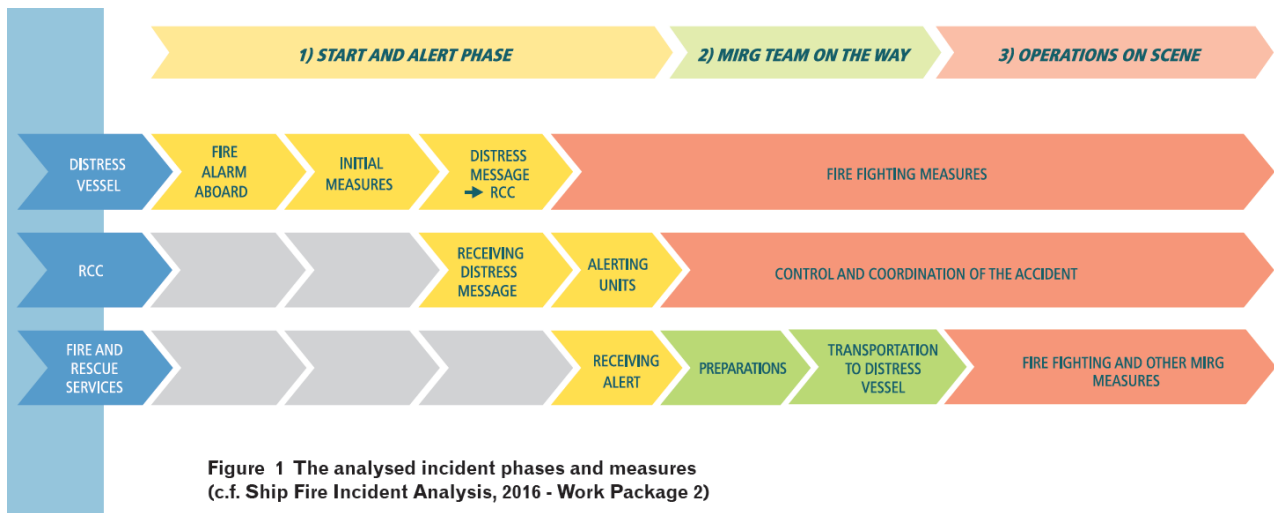 1) START AND ALERT PHASE
2) MIRG TEAM ON THE WAY
3) OPERATIONS ON SCENE
DISTRESS
VESSEL
FIRE
ALARM
ABOARD
INITIAL
MEASURES
DISTRESS
MESSAGE
➔ RCC
FIRE FIGHTING MEASURES
RCC
RECEIVING
DISTRESS
MESSAGE
ALERTING
UNITS
CONTROL AND COORDINATION OF THE ACCIDENT
FIRE AND
RESCUE
SERVICES
RECEIVING
ALERT
PREPARATIONS
TRANSPORTATION
TO DISTRESS
VESSEL
FIRE FIGHTING AND OTHER MIRG
MEASURES
Figure 1 The analysed incident phases and measures
(c.f. Ship Fire Incident Analysis, 2016 - Work Package 2)